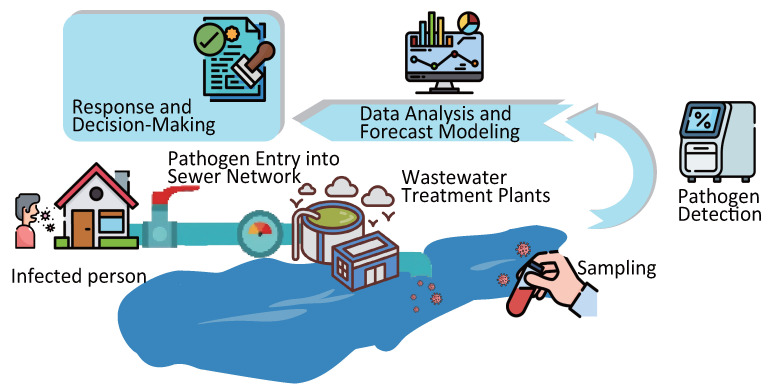 Response and
Decision-Making
Data Analysis and
Forecast Modeling
%
Pathogen
Detection
Pathogen Entry into
Sewer Network
Wastewater
Treatment Plants
Infected person
Sampling